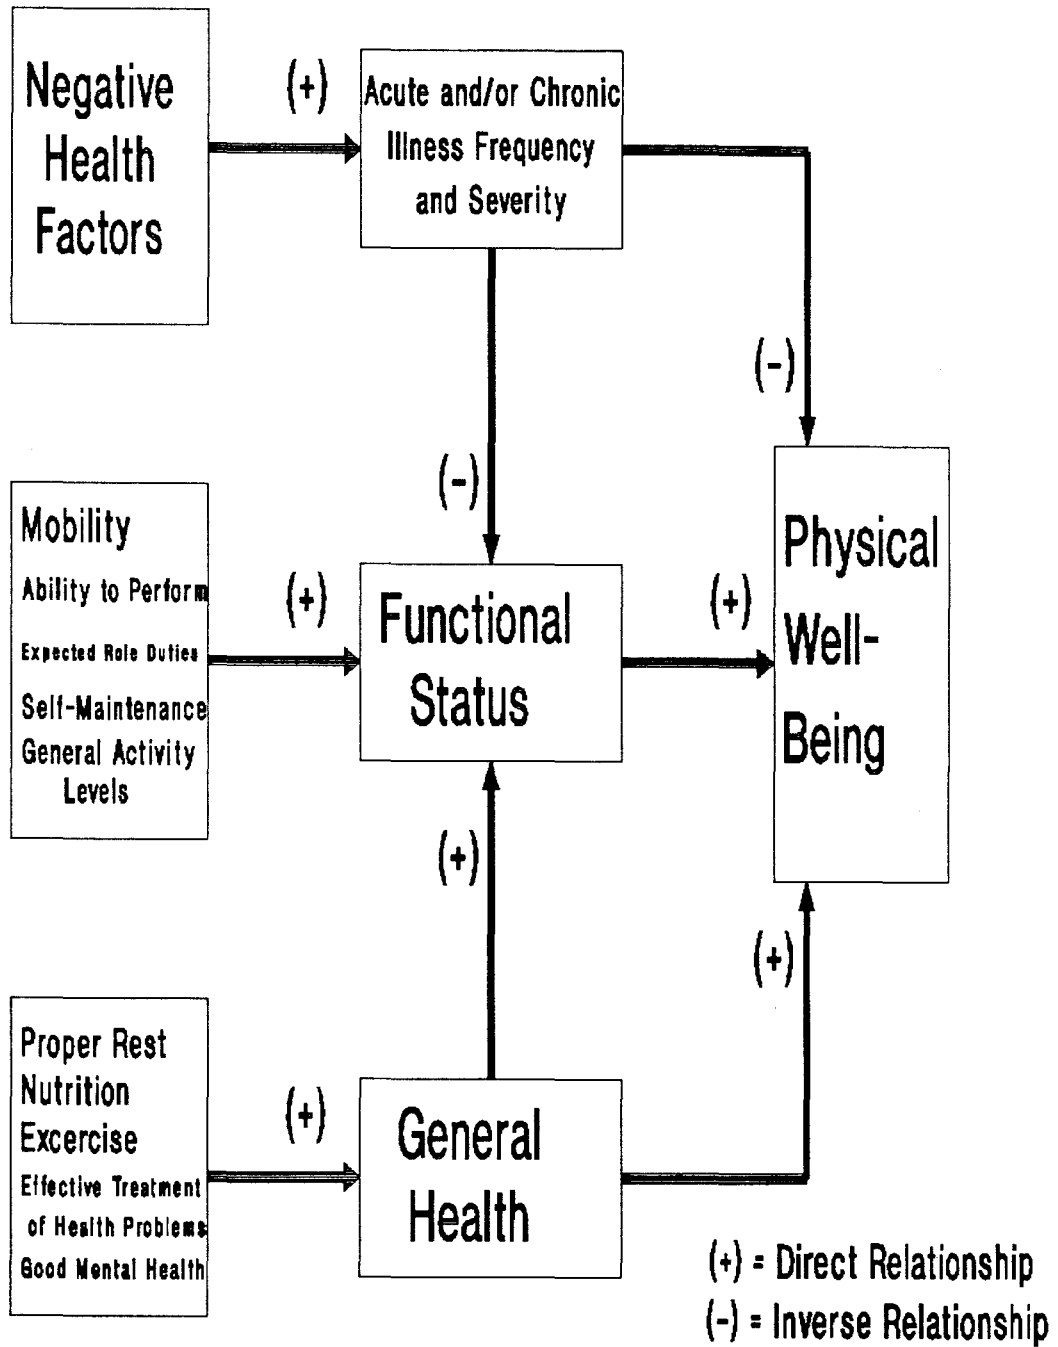 Negative
Health
Factors
(+)
Acute and/or Chronic
Illness Frequency
and Severity
(-)
(-)
Mobility
Ability to Perform
Expected Role Duties
Self-Maintenance
General Activity
Levels
(+)
Functional
Status
(+)
Physical
Well-
Being
(+)
(+)
Proper Rest
Nutrition
Excercise
Effective Treatment
of Health Problems
Good Mental Health
(+)
General
Health
(+) = Direct Relationship
(-) = Inverse Relationship